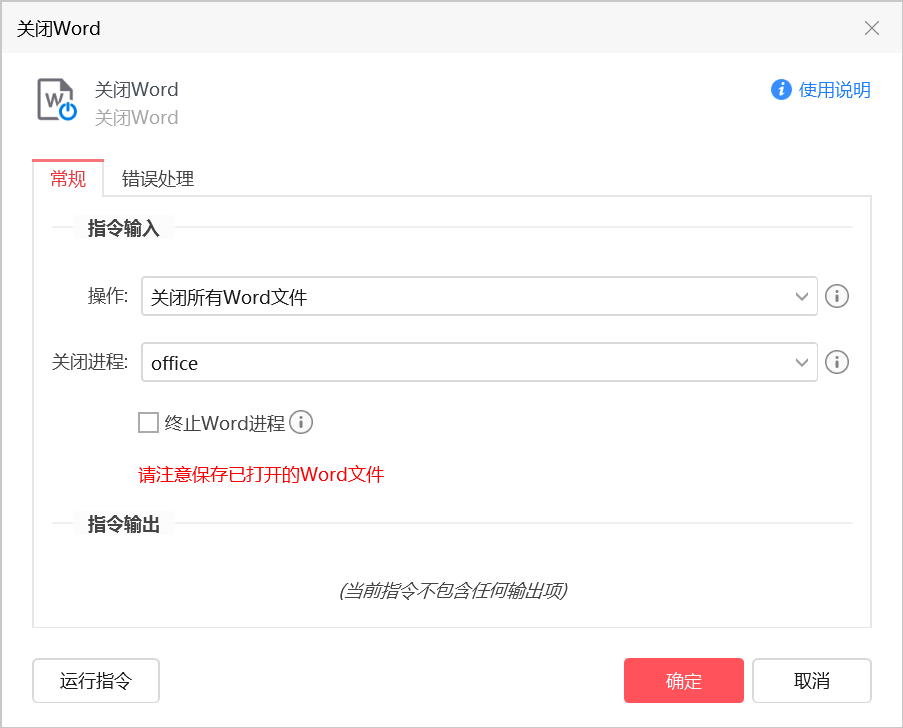 关闭Word
关闭Word
使用说明
关闭Word
常规 错误处理
指令输入
操作: 关闭所有Word文件
关闭进程: office
终止Word进程
请注意保存已打开的Word文件
指令输出
(当前指令不包含任何输出项)
运行指令 确定 取消